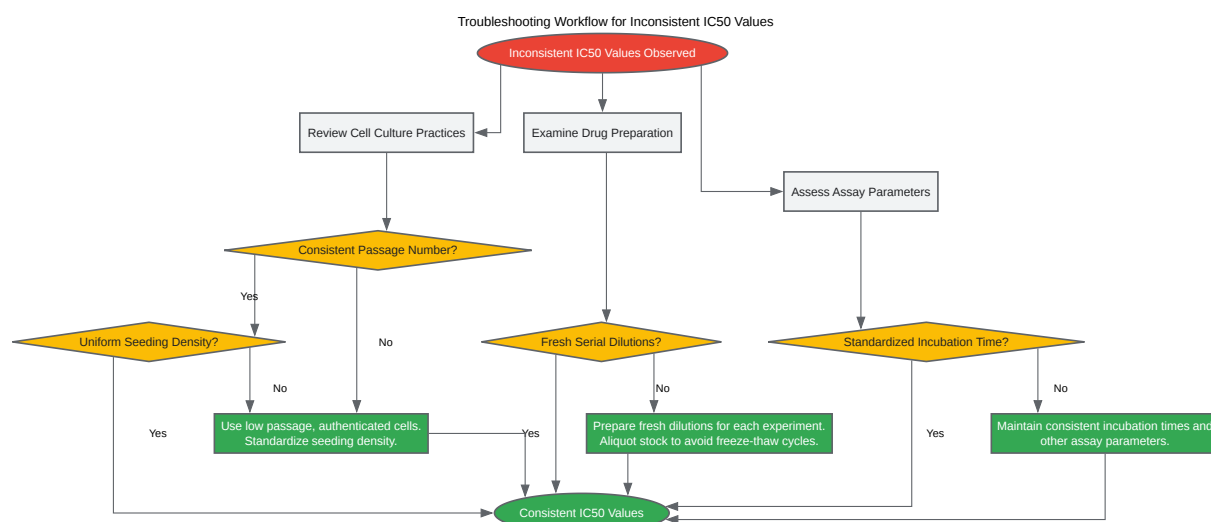 Troubleshooting Workflow for Inconsistent IC50 Values
Inconsistent IC50 Values Observed
Review Cell Culture Practices
Examine Drug Preparation
Assess Assay Parameters
Consistent Passage Number?
Yes
No
Uniform Seeding Density?
Fresh Serial Dilutions?
Standardized Incubation Time?
No
No
No
Yes
Use low passage, authenticated cells.
Standardize seeding density.
Yes
Prepare fresh dilutions for each experiment.
Aliquot stock to avoid freeze-thaw cycles.
Yes
Maintain consistent incubation times and
other assay parameters.
Consistent IC50 Values